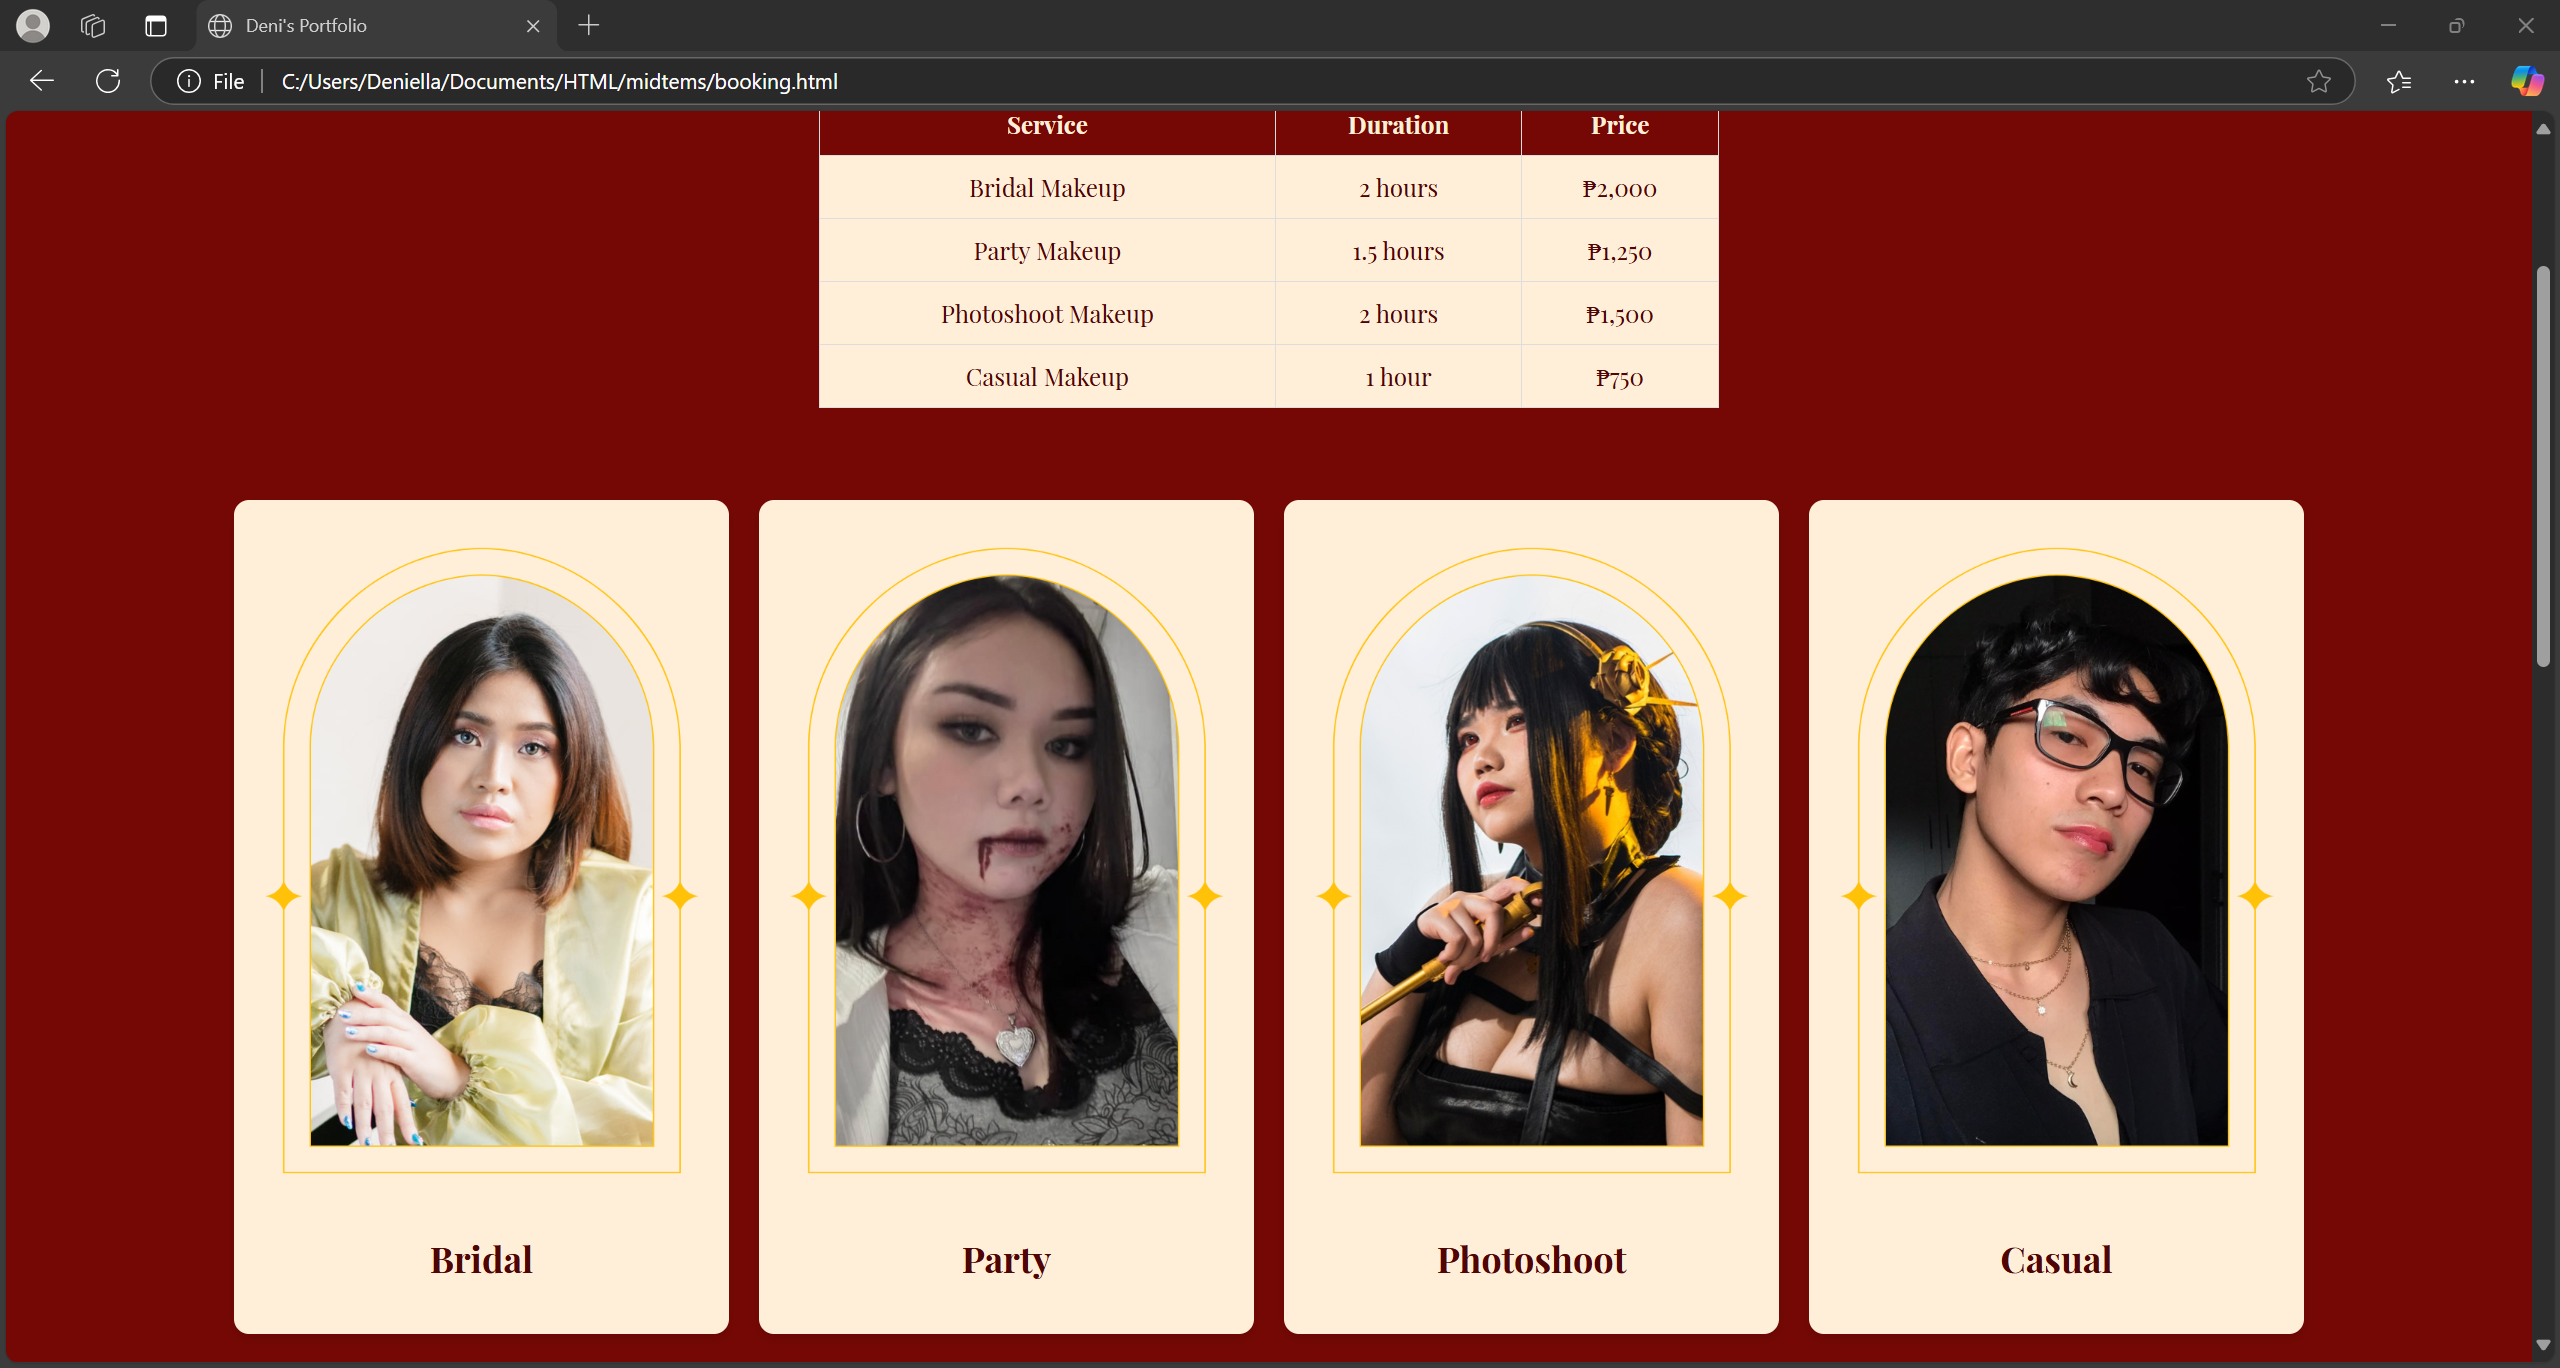 Deni's Portfolio
File
C:/Users/Deniella/Documents/HTML/midtems/booking.html
Service Duration Price
Bridal Makeup 2 hours ₱2,000
Party Makeup 1.5 hours ₱1,250
Photoshoot Makeup 2 hours ₱1,500
Casual Makeup 1 hour ₱750
Bridal
Party
Photoshoot
Casual